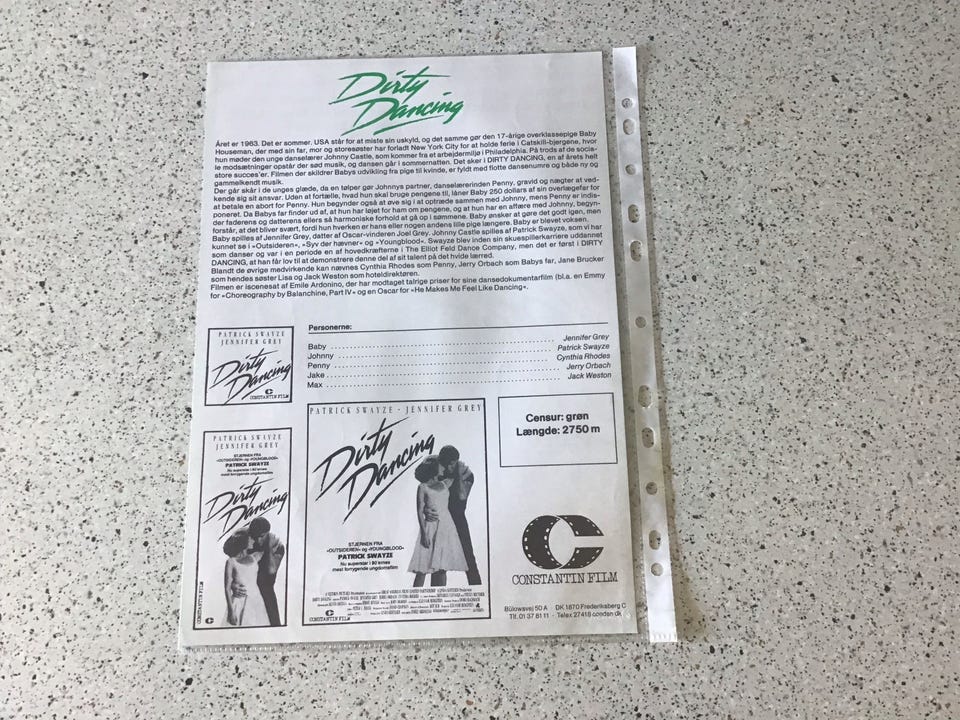 Dirty
Dancing
Året er 1963. Det er sommer. USA står for at miste sin uskyld, og det samme gør den 17-årige overklassepige Baby
Houseman, der med sin far, mor og storesøster har forladt New York City for at holde ferie i Catskill-bjergene, hvor
hun møder den unge danselærer Johnny Castle, som kommer fra et arbejdermiljø i Philadelphia. På trods af de socia-
le modsætninger opstår der sød musik, og dansen går i sommernatten. Det sker i DIRTY DANCING, en af årets helt
store succes'er. Filmen der skildrer Babys udvikling fra pige til kvinde, er fyldt med flotte dansenumre og både ny og
gammelkendt musik.
Der går skår i de unges glæde, da en tølper gør Johnnys partner, danselærerinden Penny, gravid og nægter at ved-
kende sig sit ansvar. Uden at fortælle, hvad hun skal bruge pengene til, låner Baby 250 dollars af sin overlægefar for
at betale en abort for Penny. Hun begynder også at øve sig i at optræde sammen med Johnny, mens Penny er indis-
poneret. Da Babys far finder ud af, at hun har løjet for ham om pengene, og at hun har en affære med Johnny, begyn-
der faderens og datterens ellers så harmoniske forhold at gå op i sømmene. Baby ønsker at gøre det godt igen, men
forstår, at det bliver svært, fordi hun hverken er hans eller nogen andens lille pige længere. Baby er blevet voksen.
Baby spilles af Jennifer Grey, datter af Oscar-vinderen Joel Grey. Johnny Castle spilles af Patrick Swayze, som vi har
kunnet se i »Outsideren«, »Syv der hævner« og »Youngblood«. Swayze blev inden sin skuespillerkarriere uddannet
som danser og var i en periode en af hovedkræfterne i The Elliot Feld Dance Company, men det er først i DIRTY
DANCING, at han får lov til at demonstrere denne del af sit talent på det hvide lærred.
Blandt de øvrige medvirkende kan nævnes Cynthia Rhodes som Penny, Jerry Orbach som Babys far, Jane Brucker
som hendes søster Lisa og Jack Weston som hoteldirektøren.
Filmen er iscenesat af Emile Ardonino, der har modtaget talrige priser for sine dansedokumentarfilm (bl.a. en Emmy
for »Choreography by Balanchine, Part IV« og en Oscar for »He Makes Me Feel Like Dancing«.
Personerne:
Baby Jennifer Grey
Johnny Patrick Swayze
Penny Cynthia Rhodes
Jake Jerry Orbach
Max Jack Weston
PATRICK SWAYZE
JENNIFER GREY
Dirty
Dancing
CONSTANTIN FILM
PATRICK SWAYZE
JENNIFER GREY
STJERNEN FRA
»OUTSIDEREN« og »YOUNGBLOOD«
PATRICK SWAYZE
Nu superstar i 80'ernes
mest forrygende ungdomsfilm
Dirty
Dancing
PATRICK SWAYZE - JENNIFER GREY
Dirty
Dancing
STJERNEN FRA
»OUTSIDEREN« og »YOUNGBLOOD«
PATRICK SWAYZE
Nu superstar i 80'ernes
mest forrygende ungdomsfilm
CONSTANTIN FILM
Censur: grøn
Længde: 2750 m
CONSTANTIN FILM
Bülowsvej 50 A DK 1870 Frederiksberg C
Tlf. 01 37 81 11 - Telex 27418 condan dk